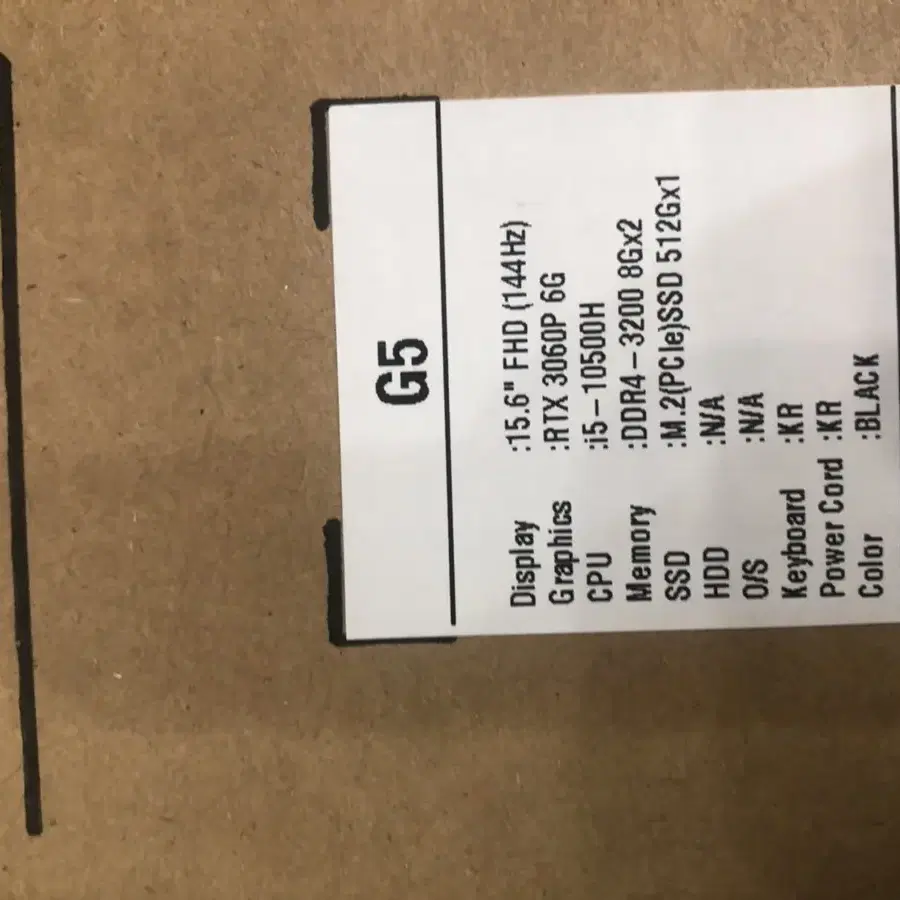 G5
Display :15.6" FHD (144Hz)
Graphics :RTX 3060P 6G
CPU :i5-10500H
Memory :DDR4-3200 8Gx2
SSD :M.2(PCIe)SSD 512Gx1
HDD :N/A
O/S :N/A
Keyboard :KR
Power Cord :KR
Color :BLACK